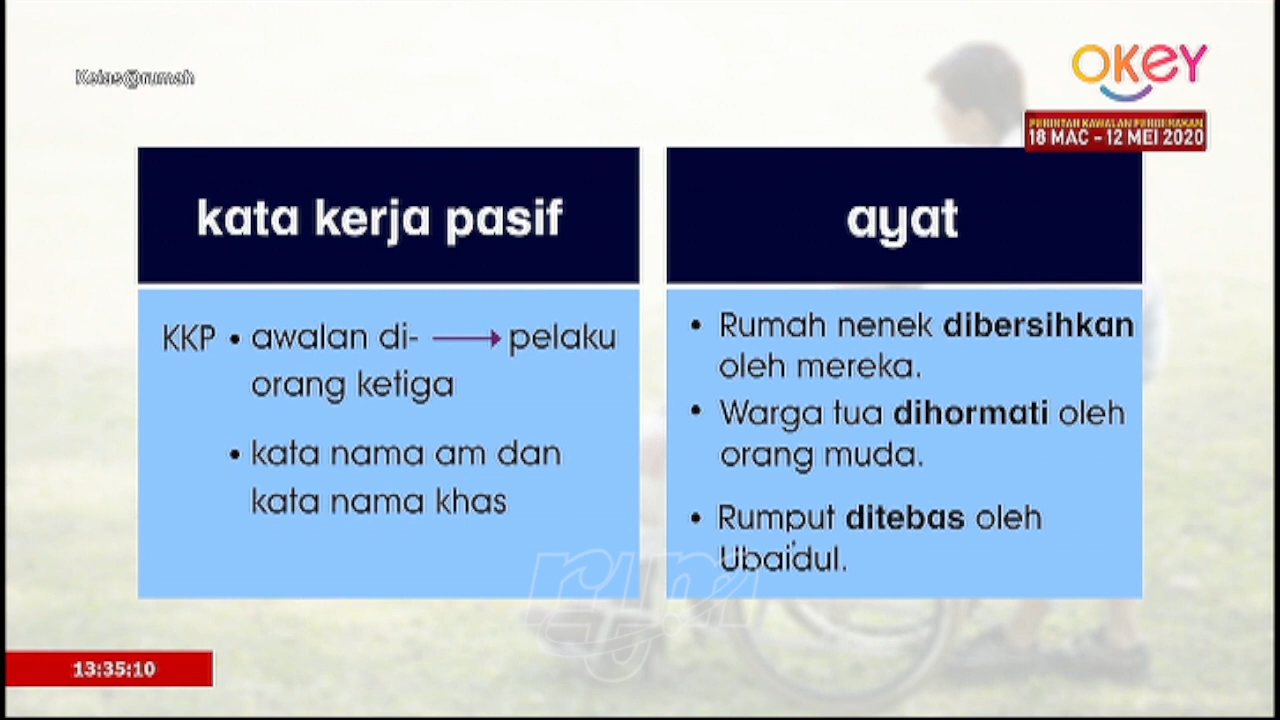 Kelas@rumah
OKEY
PERINTAH KAWALAN PERGERAKAN
18 MAC - 12 MEI 2020
kata kerja pasif
KKP • awalan di- → pelaku
orang ketiga
• kata nama am dan
kata nama khas
ayat
• Rumah nenek dibersihkan
oleh mereka.
• Warga tua dihormati oleh
orang muda.
• Rumput ditebas oleh
Ubaidul.
rtm
13:35:10